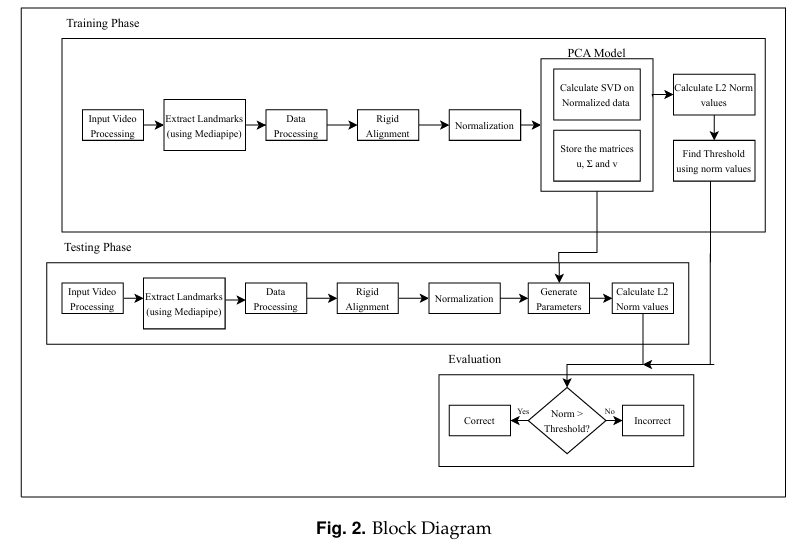 Training Phase
PCA Model
Input Video
Processing
Extract Landmarks
(using Mediapipe)
Data
Processing
Rigid
Alignment
Normalization
Calculate SVD on
Normalized data
Store the matrices
u, Σ and v
Calculate L2 Norm
values
Find Threshold
using norm values
Testing Phase
Input Video
Processing
Extract Landmarks
(using Mediapipe)
Data
Processing
Rigid
Alignment
Normalization
Generate
Parameters
Calculate L2
Norm values
Evaluation
Correct
Yes
Norm >
Threshold?
No
Incorrect
Fig. 2. Block Diagram